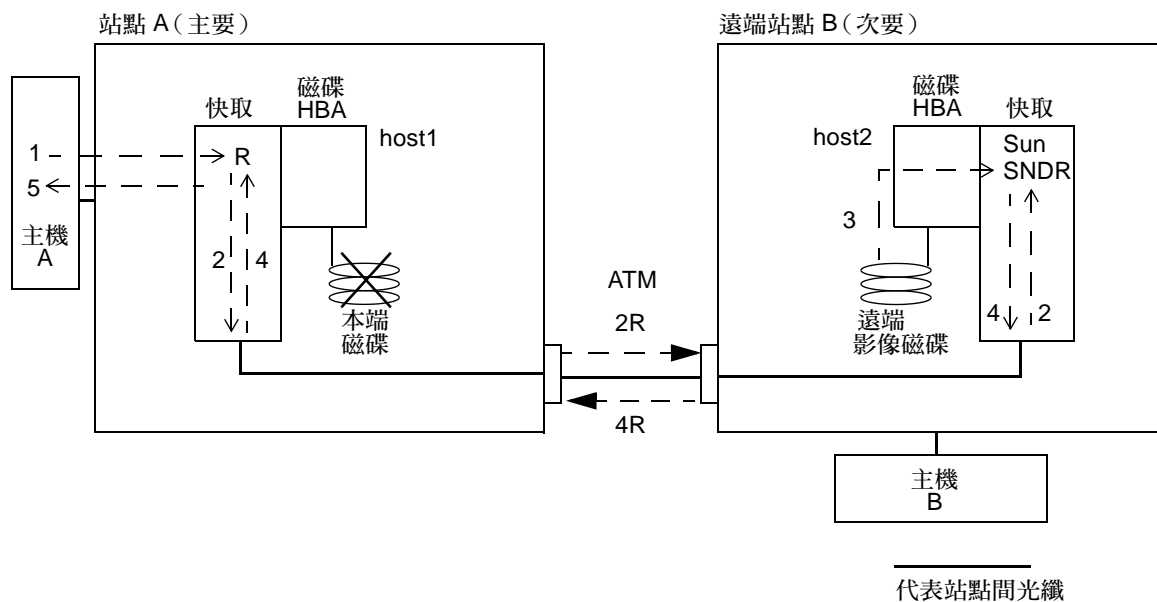 站點 A（主要）
遠端站點 B（次要）
磁碟
HBA
快取
host1
R
1
5
主機
A
2
4
本端
磁碟
ATM
2R
4R
磁碟
HBA
快取
host2
Sun
SNDR
3
4
2
遠端
影像磁碟
主機
B
代表站點間光纖